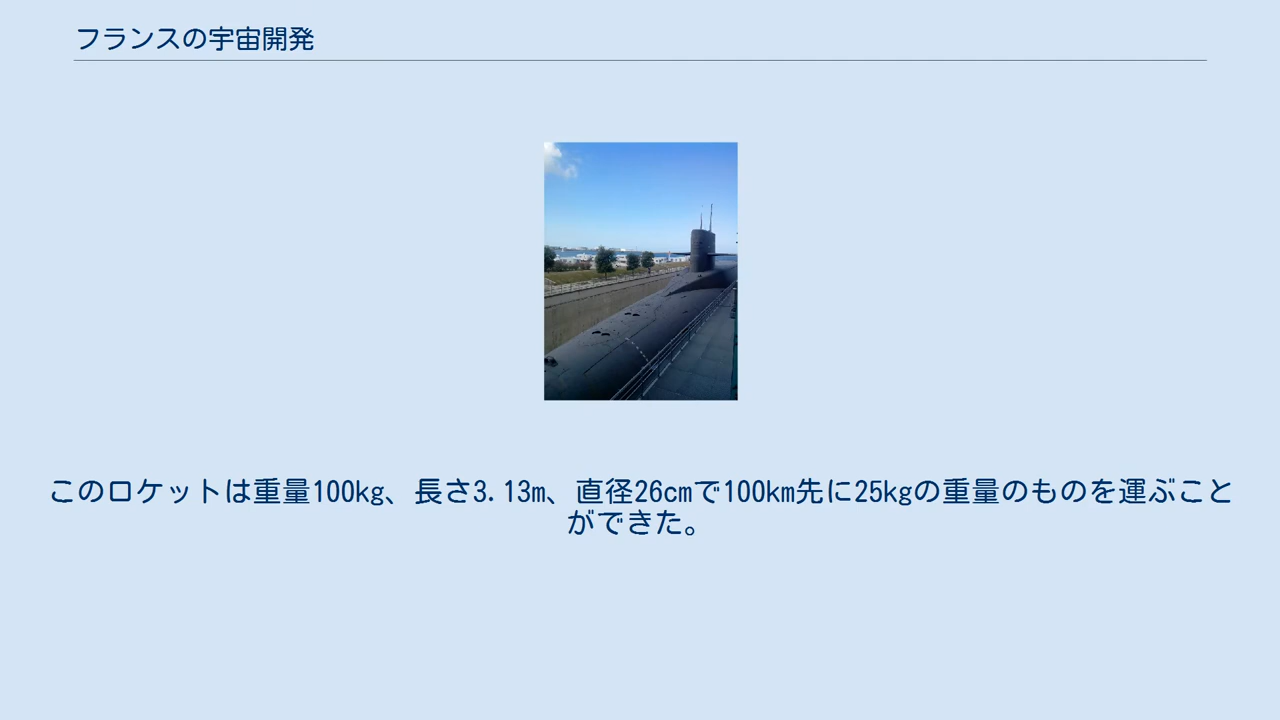 フランスの宇宙開発
このロケットは重量100kg、長さ3.13m、直径26cmで100km先に25kgの重量のものを運ぶこと
ができた。